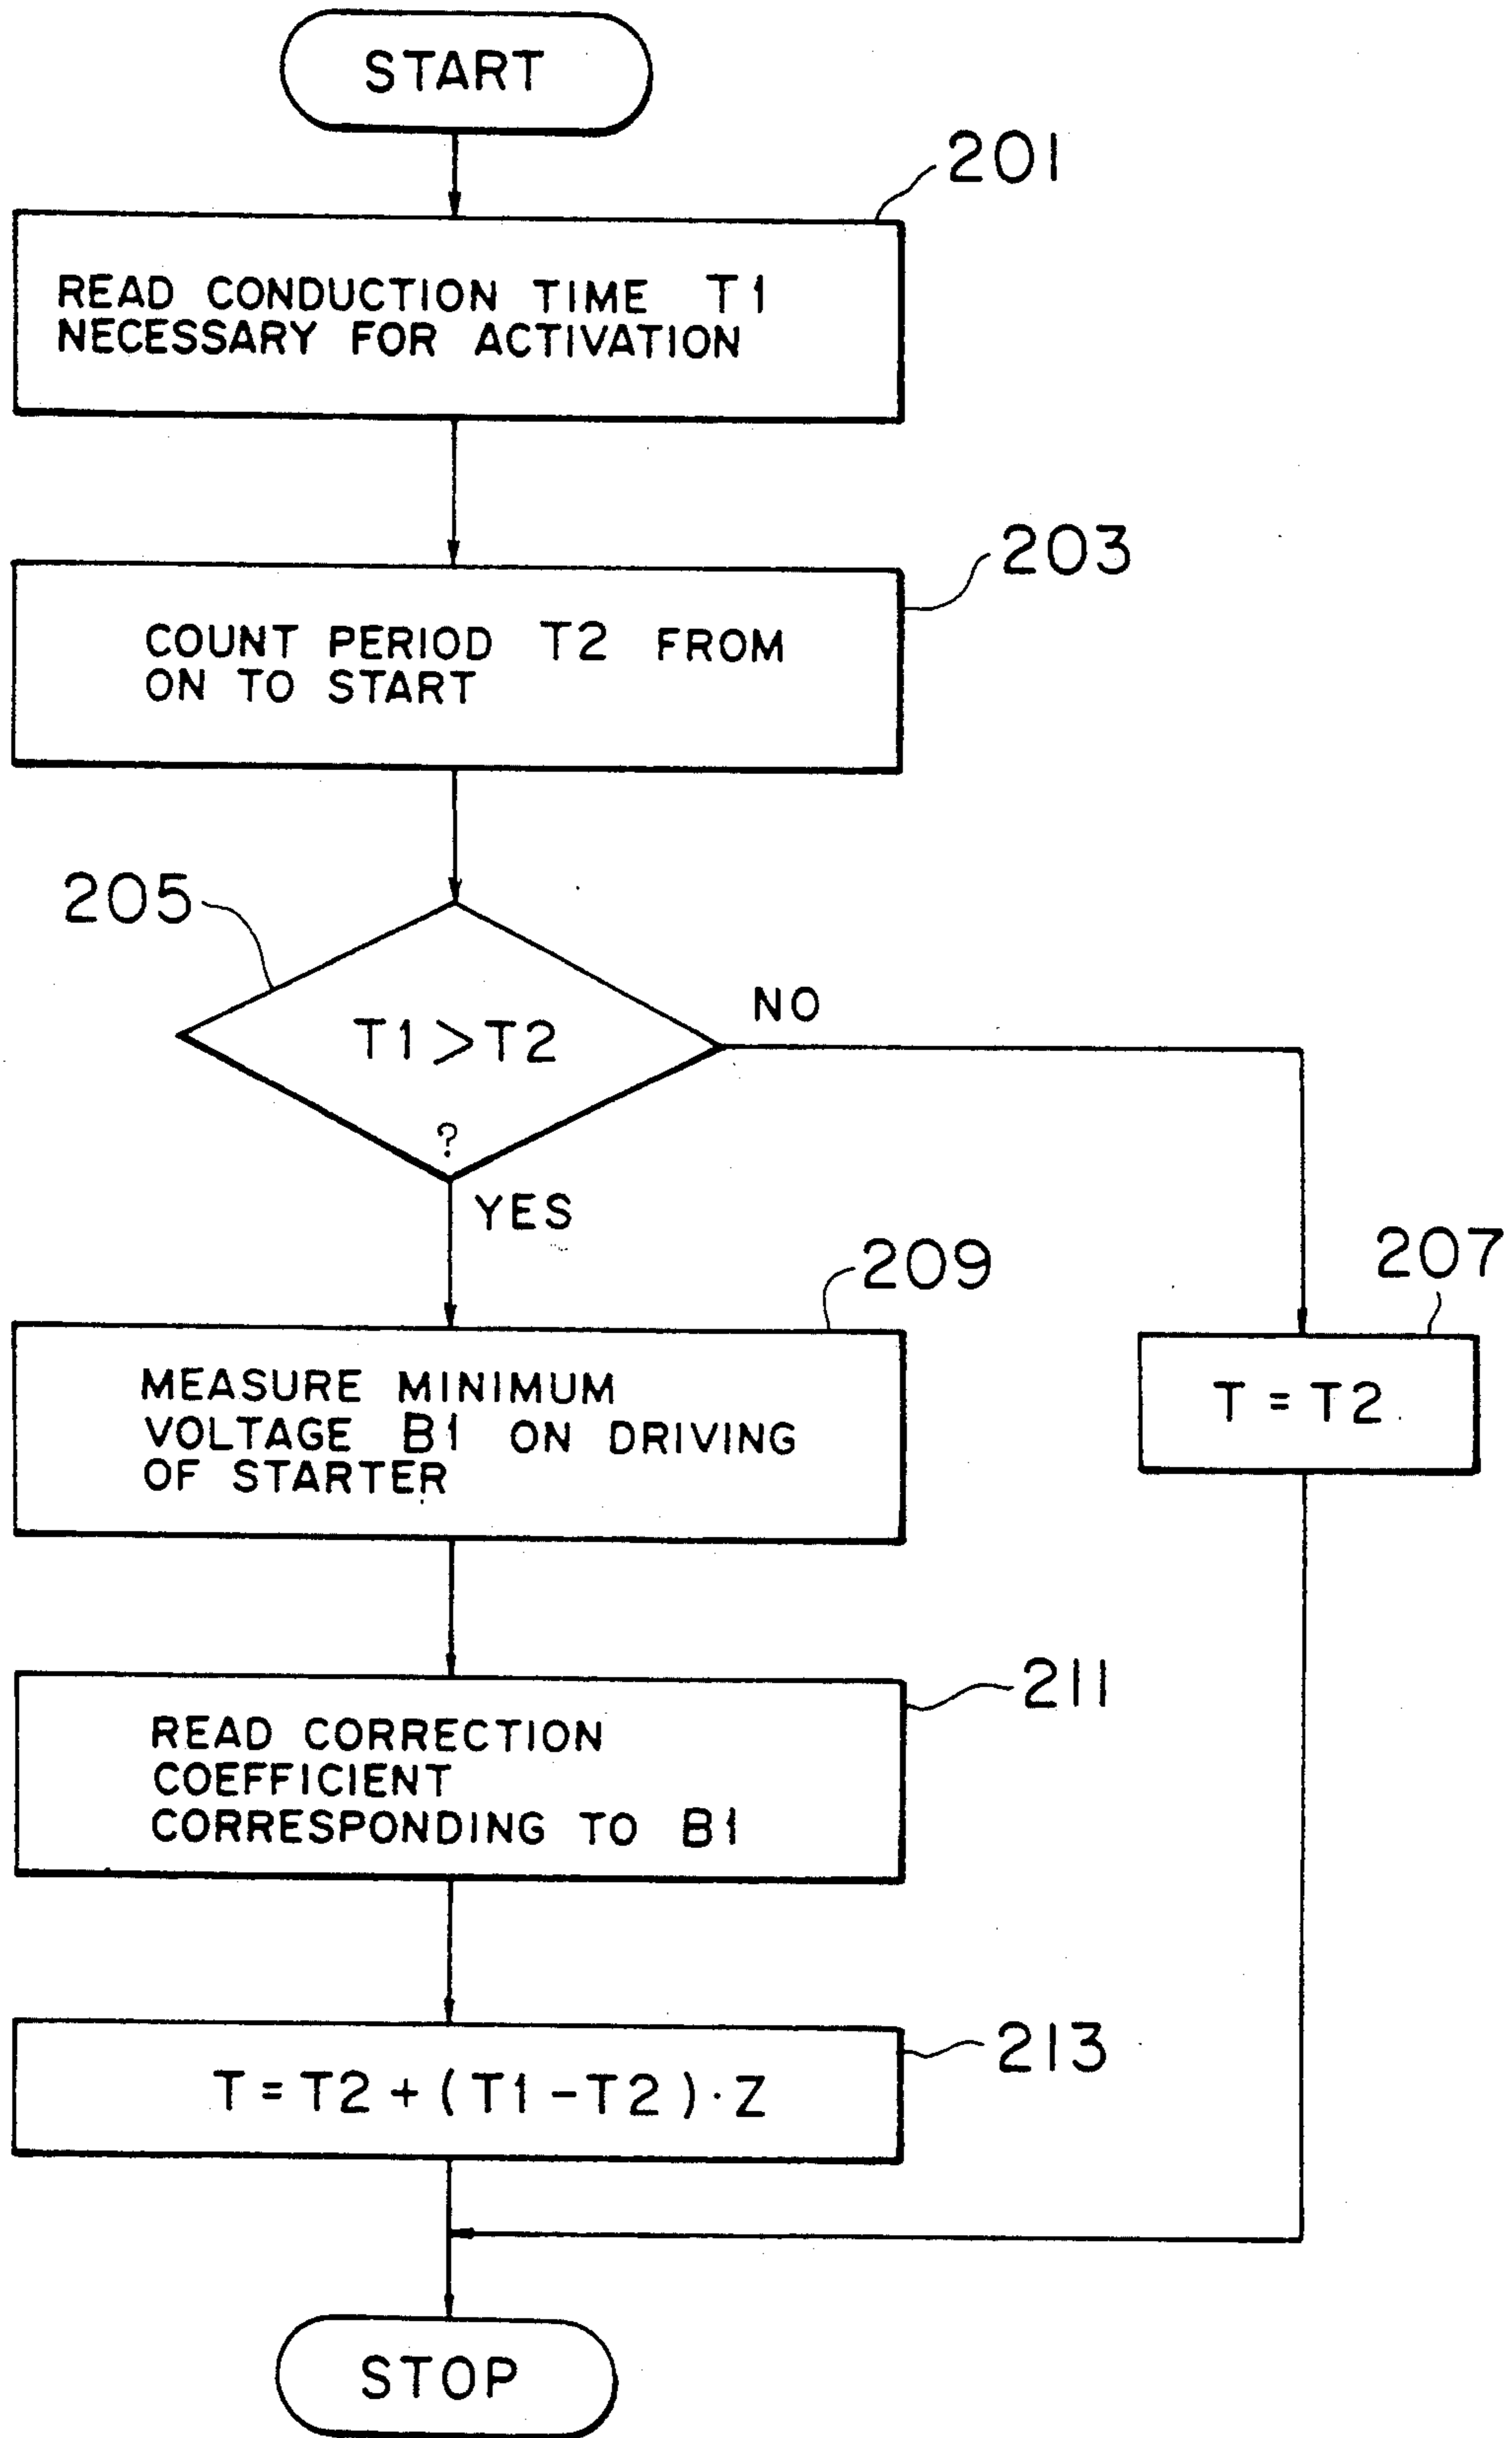 START
201
READ CONDUCTION TIME T1
NECESSARY FOR ACTIVATION
203
COUNT PERIOD T2 FROM
ON TO START
205
T1>T2
?
NO
YES
207
T=T2
209
MEASURE MINIMUM
VOLTAGE B1 ON DRIVING
OF STARTER
211
READ CORRECTION
COEFFICIENT
CORRESPONDING TO B1
213
T=T2+(T1-T2)·Z
STOP